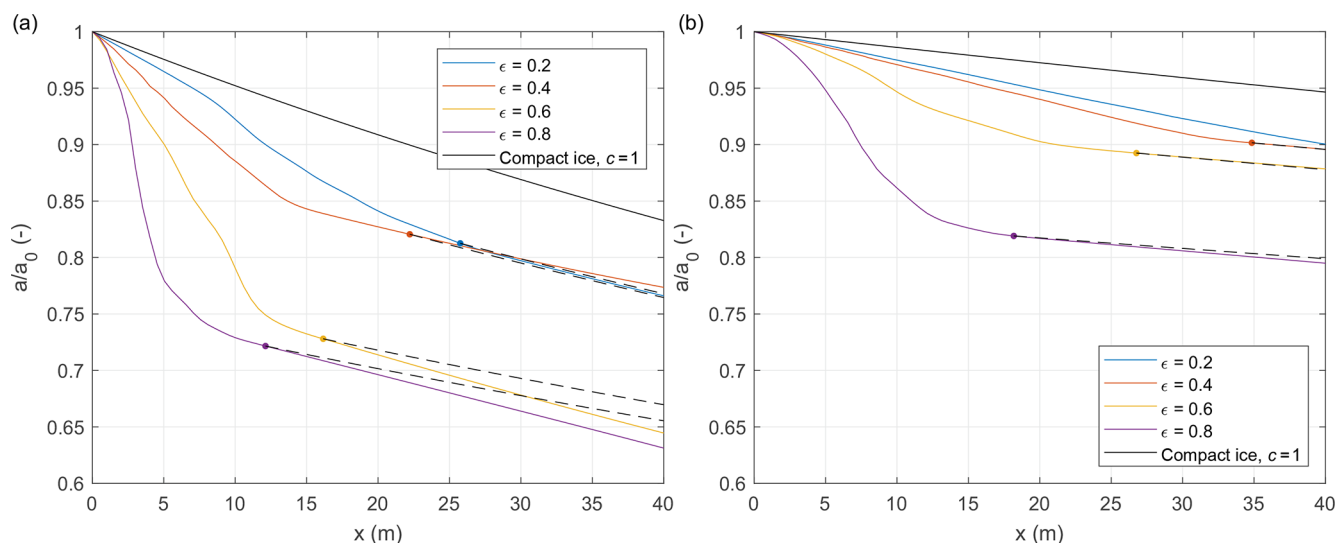 (a)
1
0.95
0.9
0.85
0.8
0.75
0.7
0.65
0.6
a/a0 (-)
0 5 10 15 20 25 30 35 40
x (m)
ϵ = 0.2
ϵ = 0.4
ϵ = 0.6
ϵ = 0.8
Compact ice, c = 1
(b)
1
0.95
0.9
0.85
0.8
0.75
0.7
0.65
0.6
a/a0 (-)
0 5 10 15 20 25 30 35 40
x (m)
ϵ = 0.2
ϵ = 0.4
ϵ = 0.6
ϵ = 0.8
Compact ice, c = 1